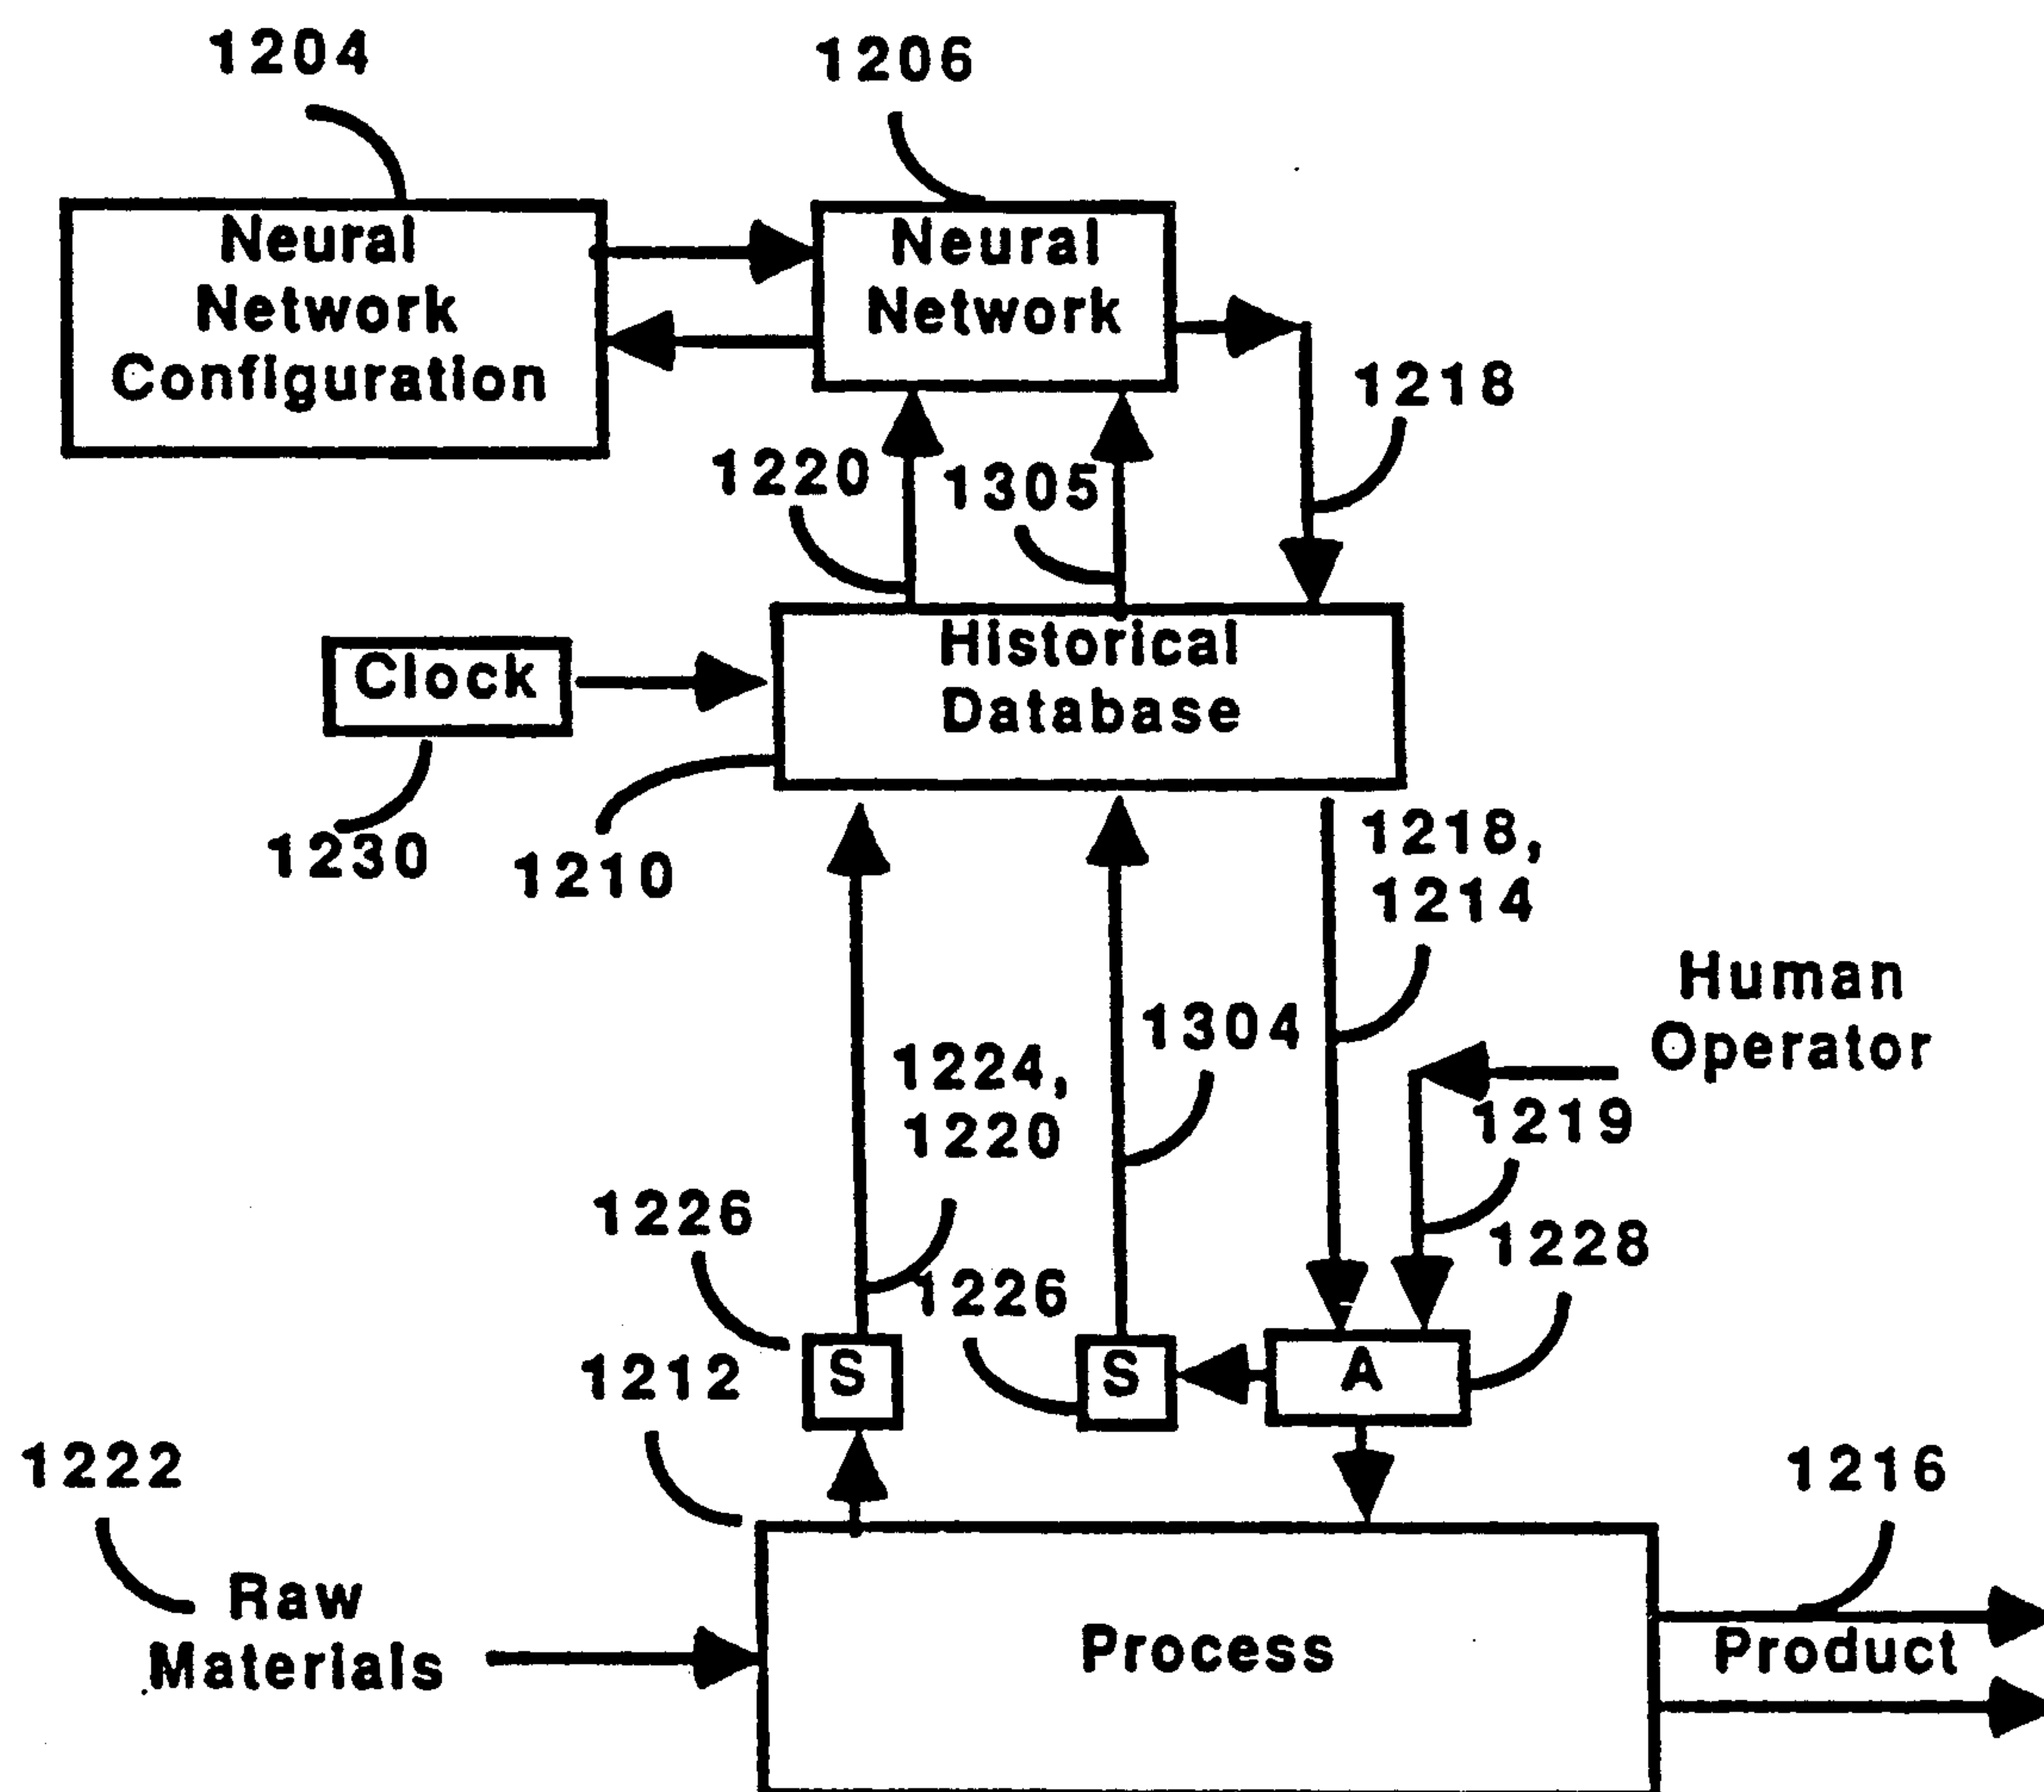 1204
1206
Neural
Network
Configuration
Neural
Network
1218
1220
1305
Clock
Historical
Database
1230
1210
1218,
1214
Human
Operator
1304
1224,
1220
1219
1226
1228
1226
1212
S
S
A
1222
1216
Raw
Materials
Process
Product